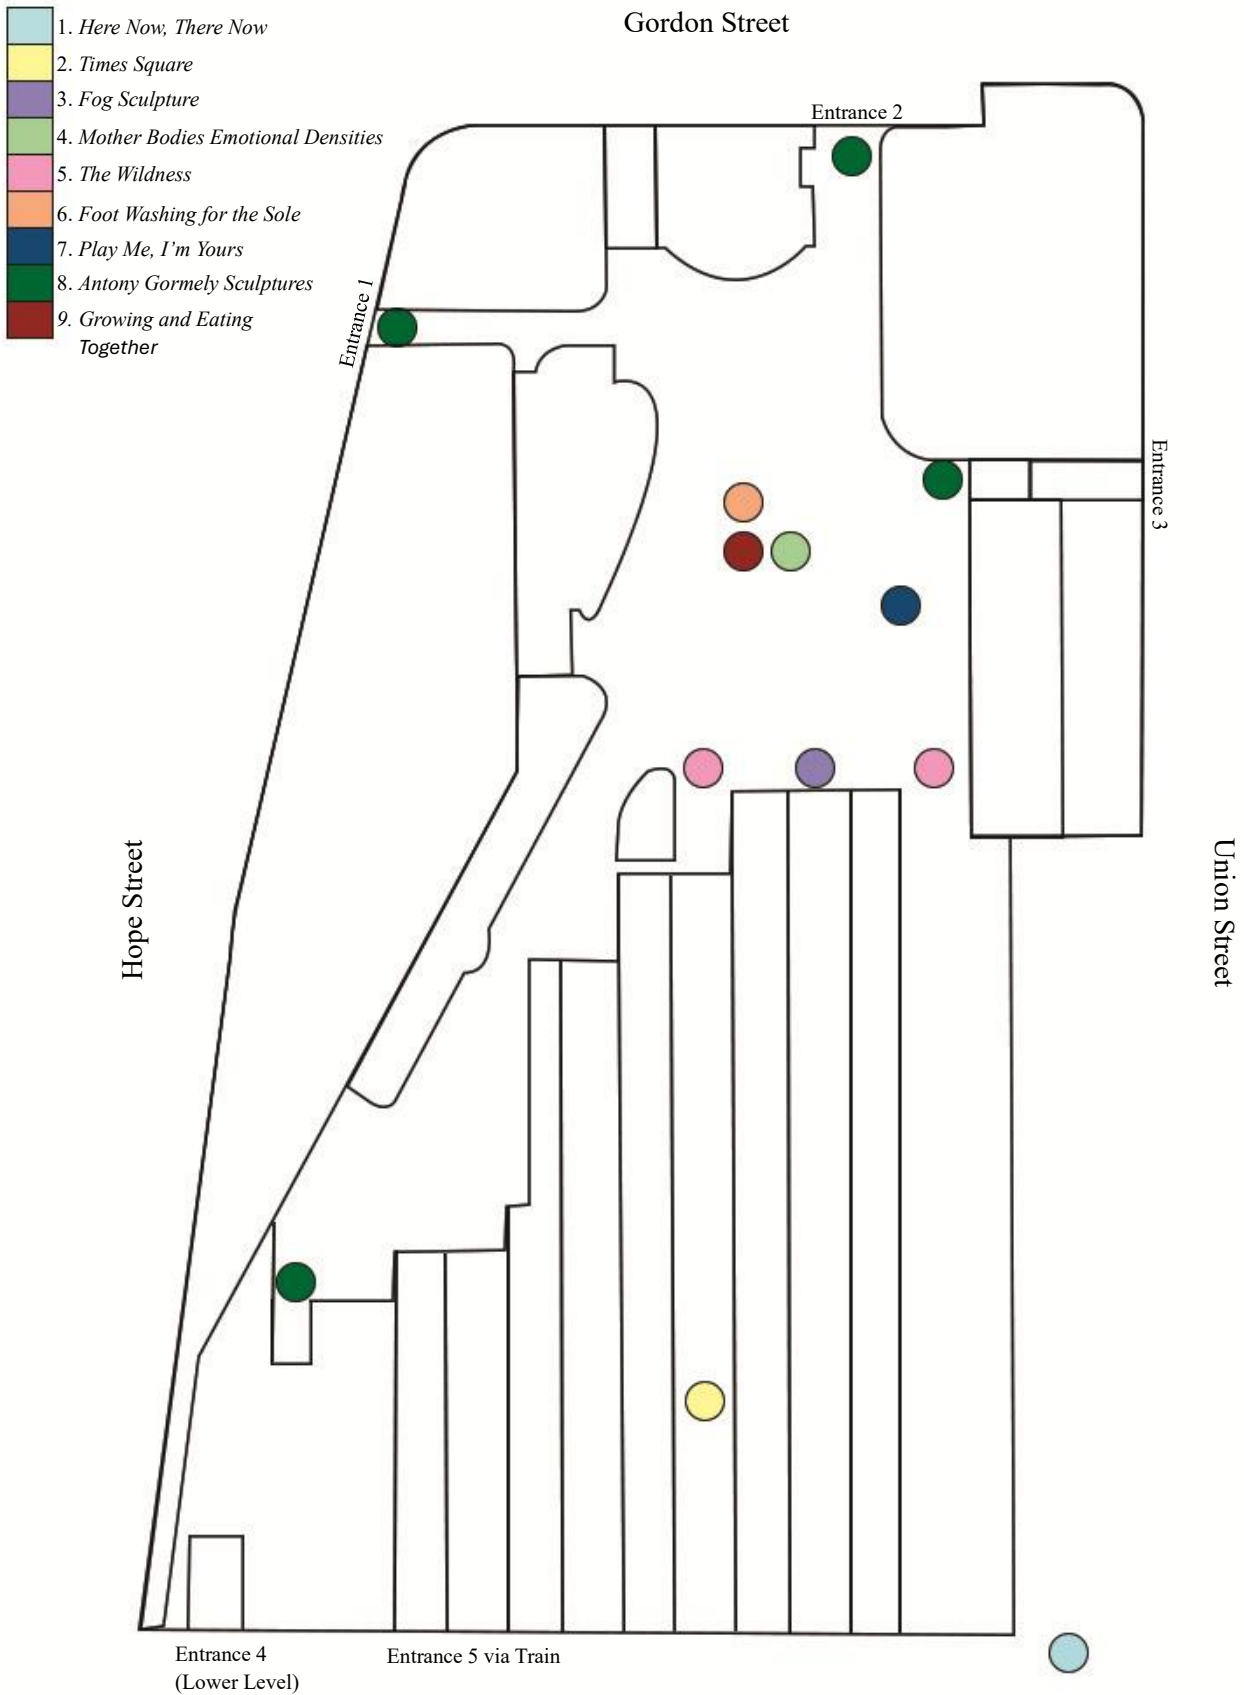 Gordon Street
1. Here Now, There Now
2. Times Square
3. Fog Sculpture
4. Mother Bodies Emotional Densities
5. The Wildness
6. Foot Washing for the Sole
7. Play Me, I'm Yours
8. Antony Gormely Sculptures
9. Growing and Eating
Together
Entrance 2
Entrance 1
Entrance 3
Hope Street
Union Street
Entrance 4
(Lower Level)
Entrance 5 via Train